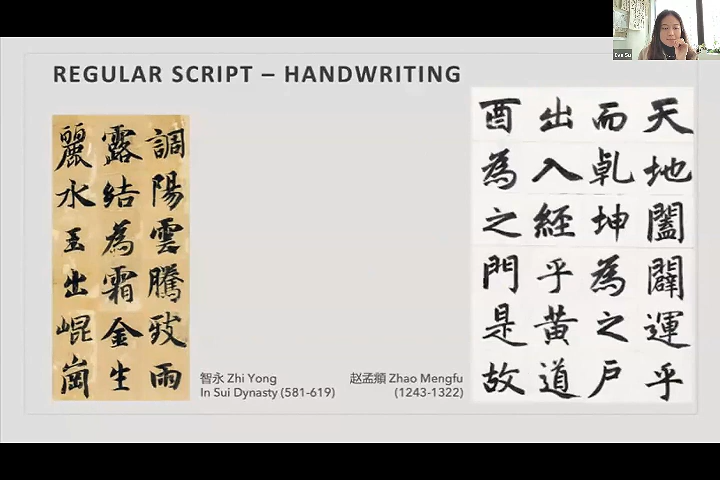 REGULAR SCRIPT – HANDWRITING
調陽雲騰致雨
露結為霜金生
麗水玉出崐崗
智永 Zhi Yong
In Sui Dynasty (581-619)
赵孟頫 Zhao Mengfu
(1243-1322)
天地闔闢運乎
而乹坤為之戶
出入經乎黃道
酉為之門是故